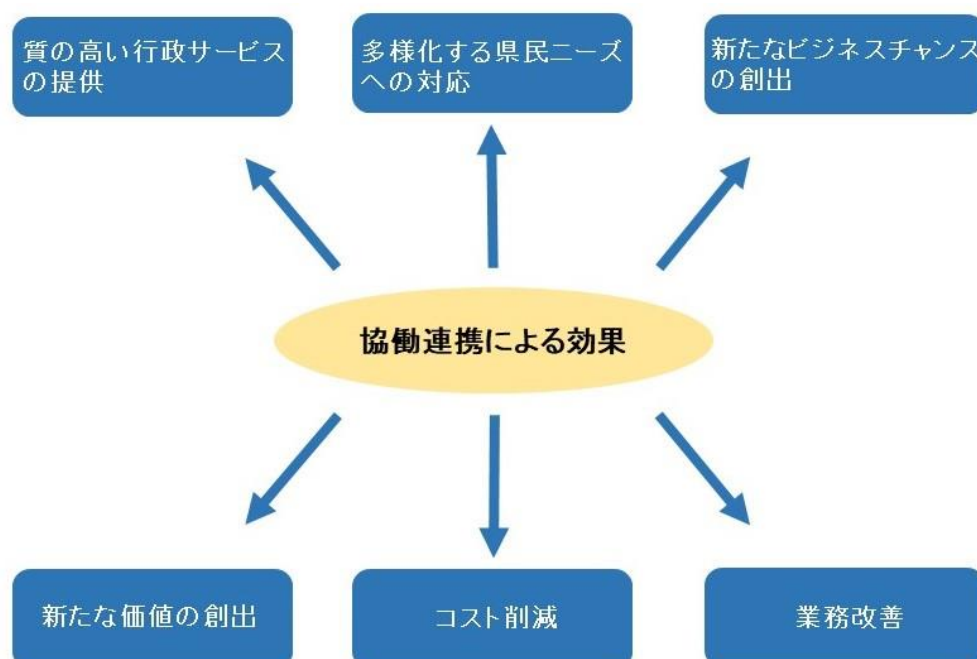 質の高い行政サービス
の提供
多様化する県民ニーズ
への対応
新たなビジネスチャンス
の創出
協働連携による効果
新たな価値の創出
コスト削減
業務改善